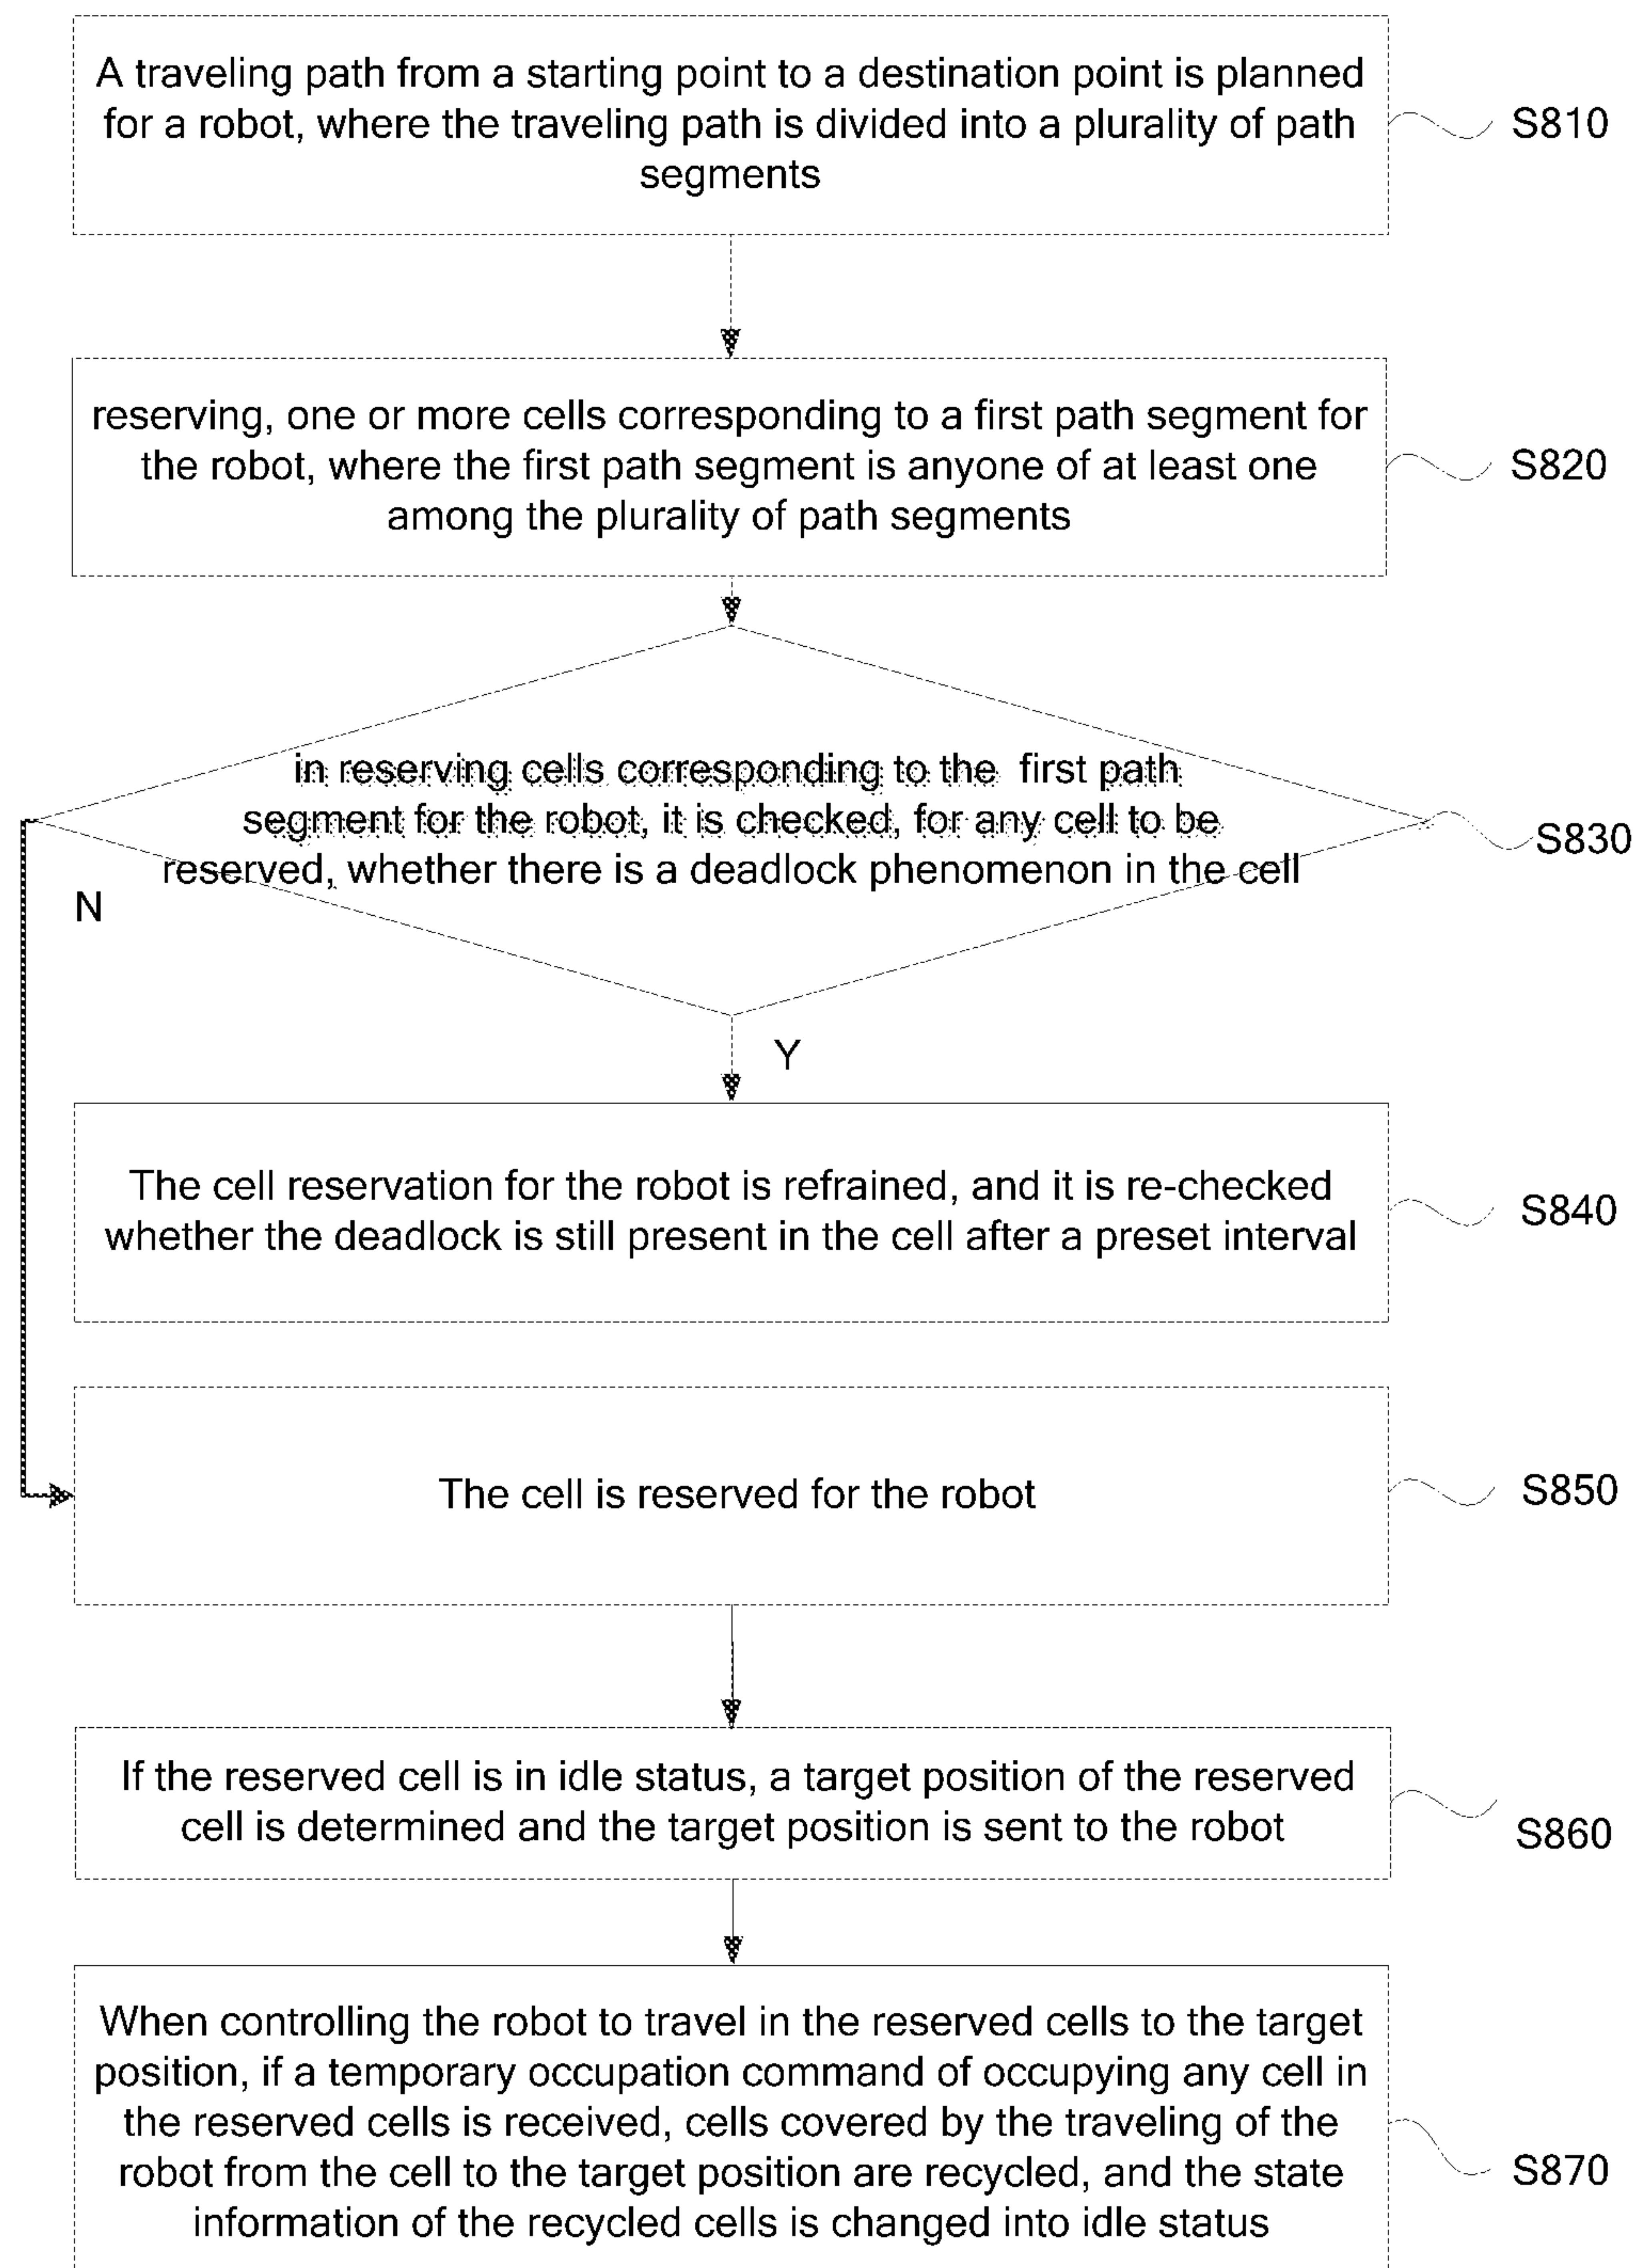 A traveling path from a starting point to a destination point is planned
for a robot, where the traveling path is divided into a plurality of path
segments
S810
reserving, one or more cells corresponding to a first path segment for
the robot, where the first path segment is anyone of at least one
among the plurality of path segments
S820
in reserving cells corresponding to the first path
segment for the robot, it is checked, for any cell to be
reserved, whether there is a deadlock phenomenon in the cell
S830
N
Y
The cell reservation for the robot is refrained, and it is re-checked
whether the deadlock is still present in the cell after a preset interval
S840
The cell is reserved for the robot
S850
If the reserved cell is in idle status, a target position of the reserved
cell is determined and the target position is sent to the robot
S860
When controlling the robot to travel in the reserved cells to the target
position, if a temporary occupation command of occupying any cell in
the reserved cells is received, cells covered by the traveling of the
robot from the cell to the target position are recycled, and the state
information of the recycled cells is changed into idle status
S870